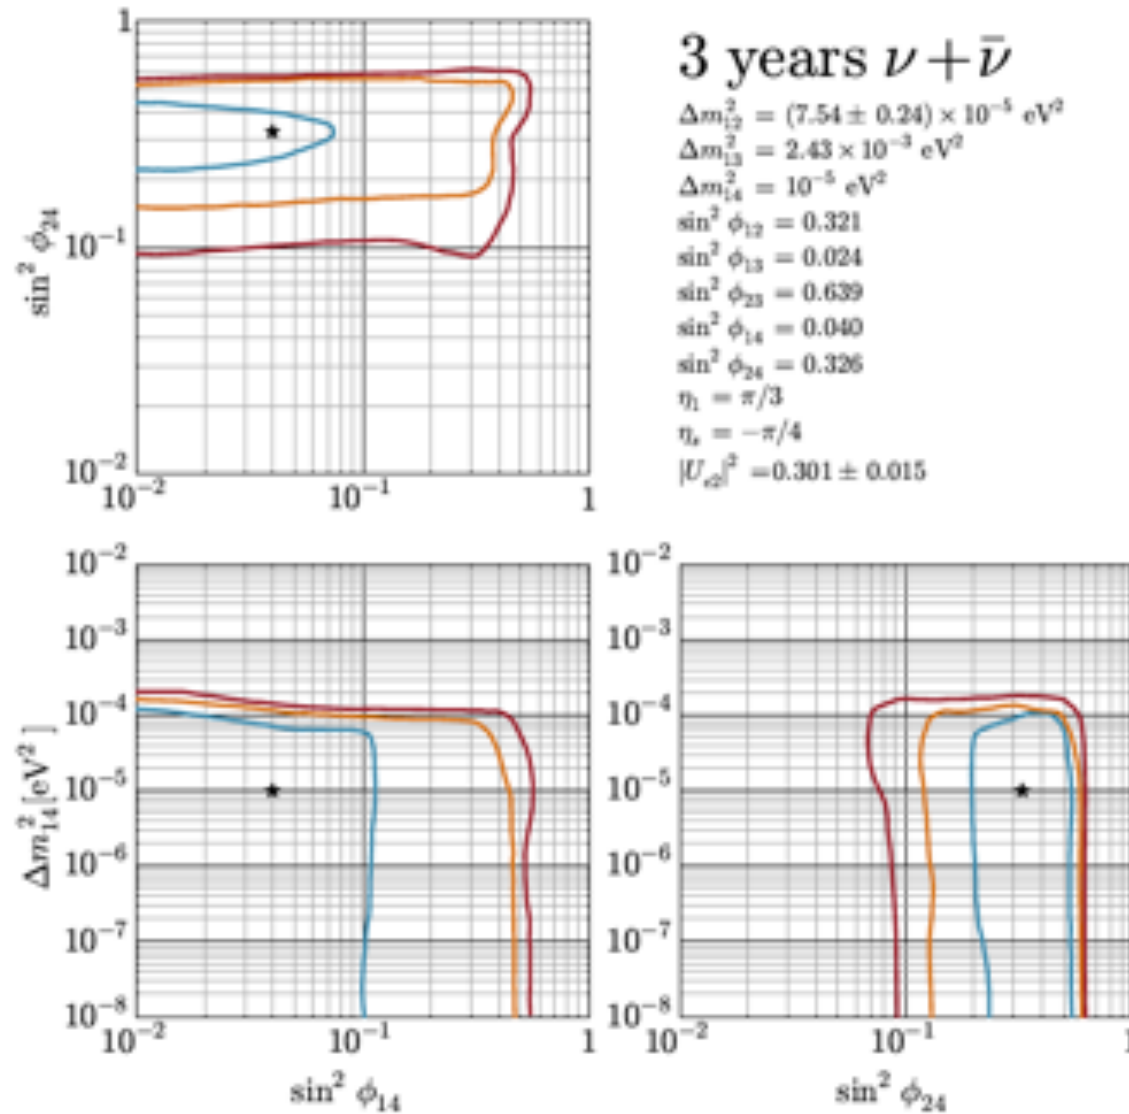 1
10⁻¹
10⁻²
sin² ϕ₂₄
10⁻² 10⁻¹ 1
3 years ν + ν̄
Δm²₁₂ = (7.54 ± 0.24) × 10⁻⁵ eV²
Δm²₁₃ = 2.43 × 10⁻³ eV²
Δm²₁₄ = 10⁻⁵ eV²
sin² ϕ₁₂ = 0.321
sin² ϕ₁₃ = 0.024
sin² ϕ₂₃ = 0.639
sin² ϕ₁₄ = 0.040
sin² ϕ₂₄ = 0.326
η₁ = π/3
ηₛ = −π/4
|Uₑ₂|² =0.301 ± 0.015
10⁻²
10⁻³
10⁻⁴
10⁻⁵
10⁻⁶
10⁻⁷
10⁻⁸
Δm²₁₄[eV²]
10⁻² 10⁻¹ 1
sin² ϕ₁₄
10⁻²
10⁻³
10⁻⁴
10⁻⁵
10⁻⁶
10⁻⁷
10⁻⁸
10⁻² 10⁻¹ 1
sin² ϕ₂₄